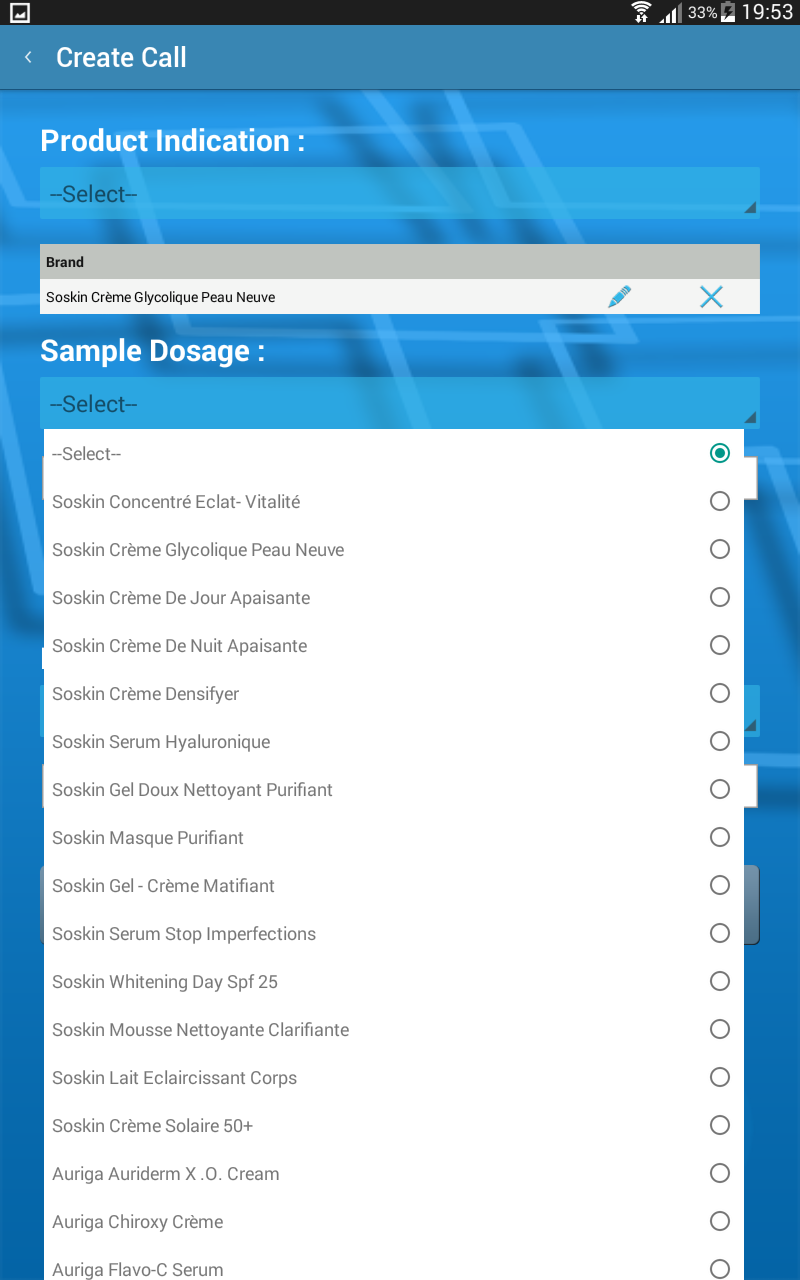 33% 19:53
Create Call
Product Indication :
--Select--
Brand
Soskin Crème Glycolique Peau Neuve
Sample Dosage :
--Select--
--Select--
Soskin Concentré Eclat- Vitalité
Soskin Crème Glycolique Peau Neuve
Soskin Crème De Jour Apaisante
Soskin Crème De Nuit Apaisante
Soskin Crème Densifyer
Soskin Serum Hyaluronique
Soskin Gel Doux Nettoyant Purifiant
Soskin Masque Purifiant
Soskin Gel - Crème Matifiant
Soskin Serum Stop Imperfections
Soskin Whitening Day Spf 25
Soskin Mousse Nettoyante Clarifiante
Soskin Lait Eclaircissant Corps
Soskin Crème Solaire 50+
Auriga Auriderm X .O. Cream
Auriga Chiroxy Crème
Auriga Flavo-C Serum